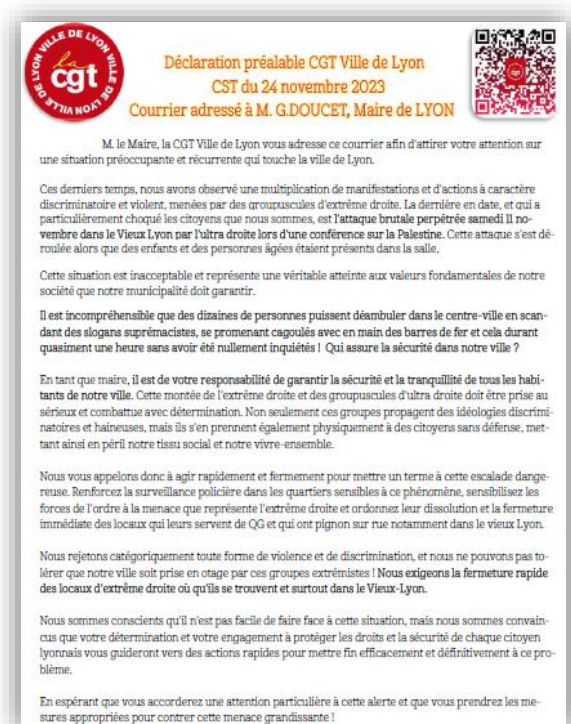 VILLE DE LYON VILLE DE LYON VILLE DE LYON
la
cgt
Déclaration préalable CGT Ville de Lyon
CST du 24 novembre 2023
Courrier adressé à M. G.DOUCET, Maire de LYON
M. le Maire, la CGT Ville de Lyon vous adresse ce courrier afin d'attirer votre attention sur
une situation préoccupante et récurrente qui touche la ville de Lyon.
Ces derniers temps, nous avons observé une multiplication de manifestations et d'actions à caractère
discriminatoire et violent, menées par des groupuscules d'extrême droite. La dernière en date, et qui a
particulièrement choqué les citoyens que nous sommes, est l'attaque brutale perpétrée samedi 11 no-
vembre dans le Vieux Lyon par l'ultra droite lors d'une conférence sur la Palestine. Cette attaque s'est dé-
roulée alors que des enfants et des personnes âgées étaient présents dans la salle.
Cette situation est inacceptable et représente une véritable atteinte aux valeurs fondamentales de notre
société que notre municipalité doit garantir.
Il est incompréhensible que des dizaines de personnes puissent déambuler dans le centre-ville en scan-
dant des slogans suprémacistes, se promenant cagoulés avec en main des barres de fer et cela durant
quasiment une heure sans avoir été nullement inquiétés ! Qui assure la sécurité dans notre ville ?
En tant que maire, il est de votre responsabilité de garantir la sécurité et la tranquillité de tous les habi-
tants de notre ville. Cette montée de l'extrême droite et des groupuscules d'ultra droite doit être prise au
sérieux et combattue avec détermination. Non seulement ces groupes propagent des idéologies discrimi-
natoires et haineuses, mais ils s'en prennent également physiquement à des citoyens sans défense, met-
tant ainsi en péril notre tissu social et notre vivre-ensemble.
Nous vous appelons donc à agir rapidement et fermement pour mettre un terme à cette escalade dange-
reuse. Renforcez la surveillance policière dans les quartiers sensibles à ce phénomène, sensibilisez les
forces de l'ordre à la menace que représente l'extrême droite et ordonnez leur dissolution et la fermeture
immédiate des locaux qui leurs servent de QG et qui ont pignon sur rue notamment dans le vieux Lyon.
Nous rejetons catégoriquement toute forme de violence et de discrimination, et nous ne pouvons pas to-
lérer que notre ville soit prise en otage par ces groupes extrémistes ! Nous exigeons la fermeture rapide
des locaux d'extrême droite où qu'ils se trouvent et surtout dans le Vieux-Lyon.
Nous sommes conscients qu'il n'est pas facile de faire face à cette situation, mais nous sommes convain-
cus que votre détermination et votre engagement à protéger les droits et la sécurité de chaque citoyen
lyonnais vous guideront vers des actions rapides pour mettre fin efficacement et définitivement à ce pro-
blème.
En espérant que vous accorderez une attention particulière à cette alerte et que vous prendrez les me-
sures appropriées pour contrer cette menace grandissante !